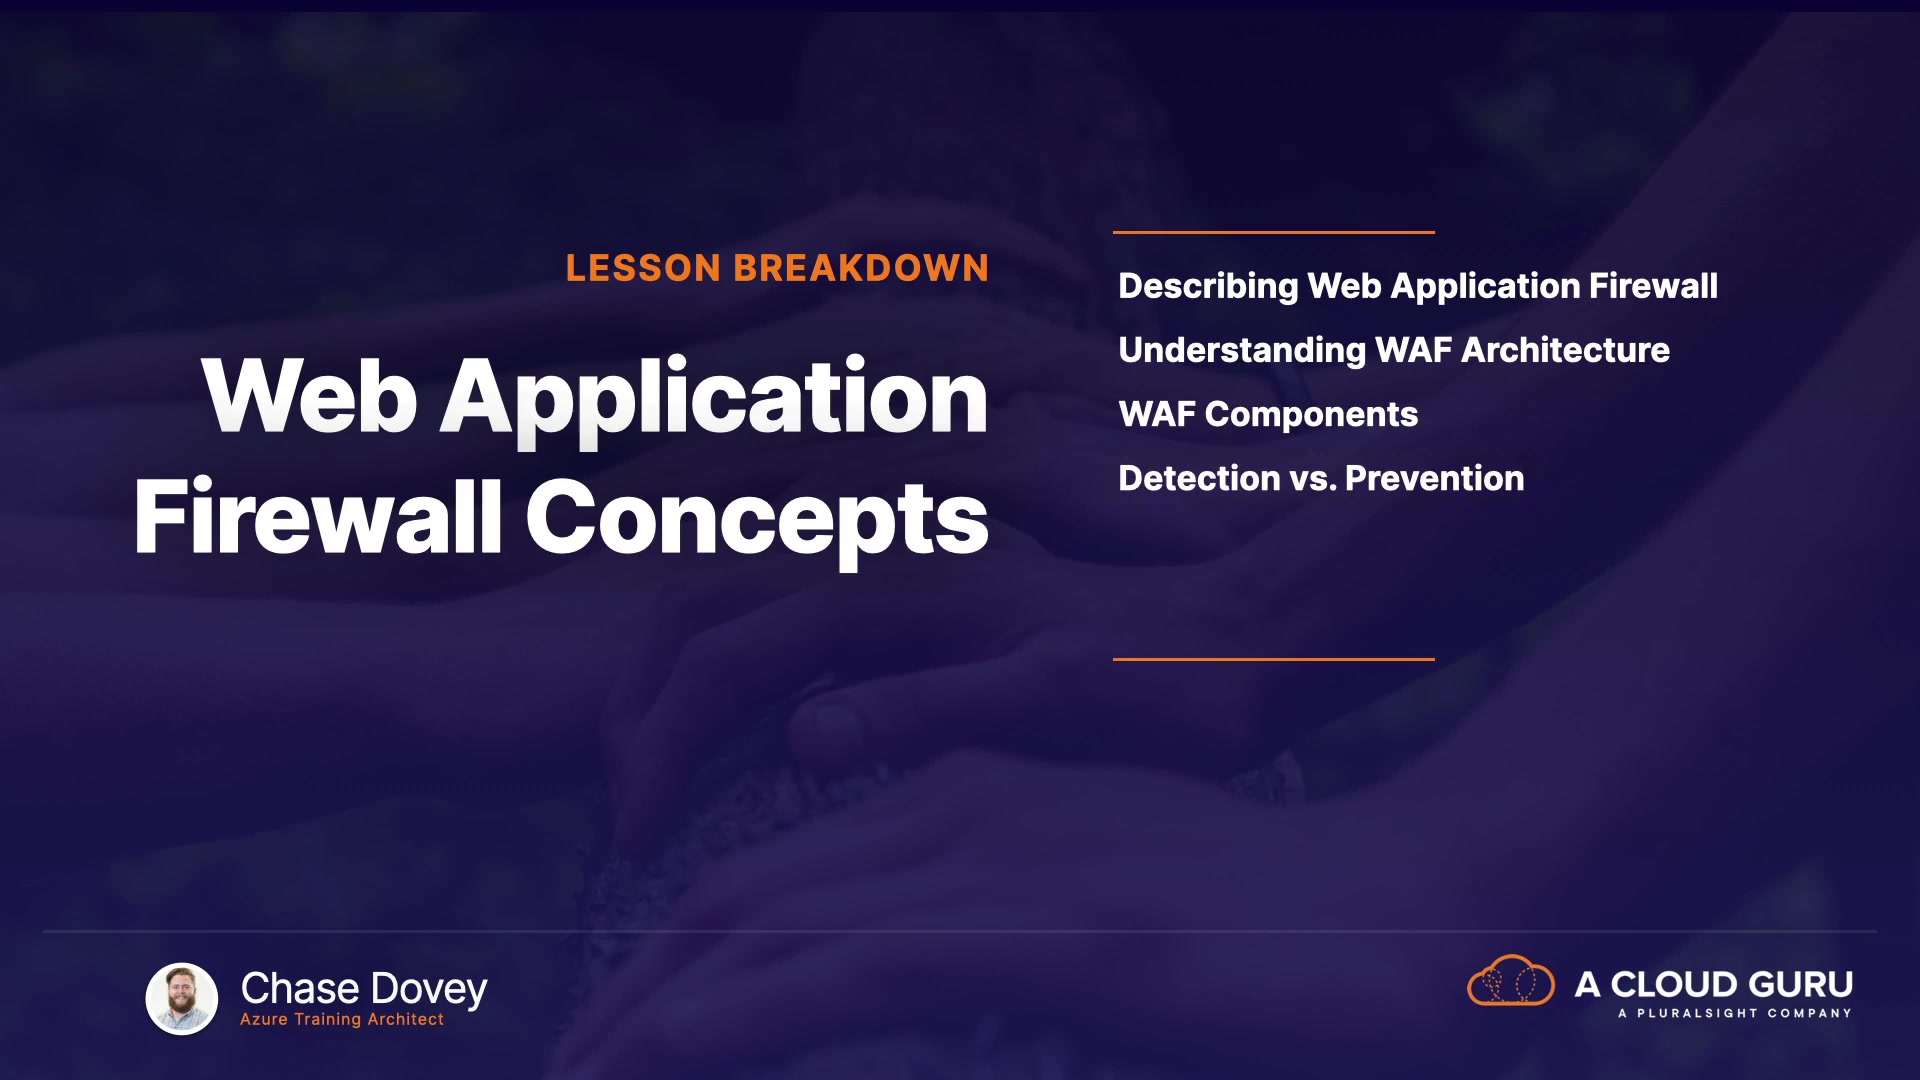 LESSON BREAKDOWN
Web Application
Firewall Concepts
Describing Web Application Firewall
Understanding WAF Architecture
WAF Components
Detection vs. Prevention
Chase Dovey
Azure Training Architect
A CLOUD GURU
A PLURALSIGHT COMPANY